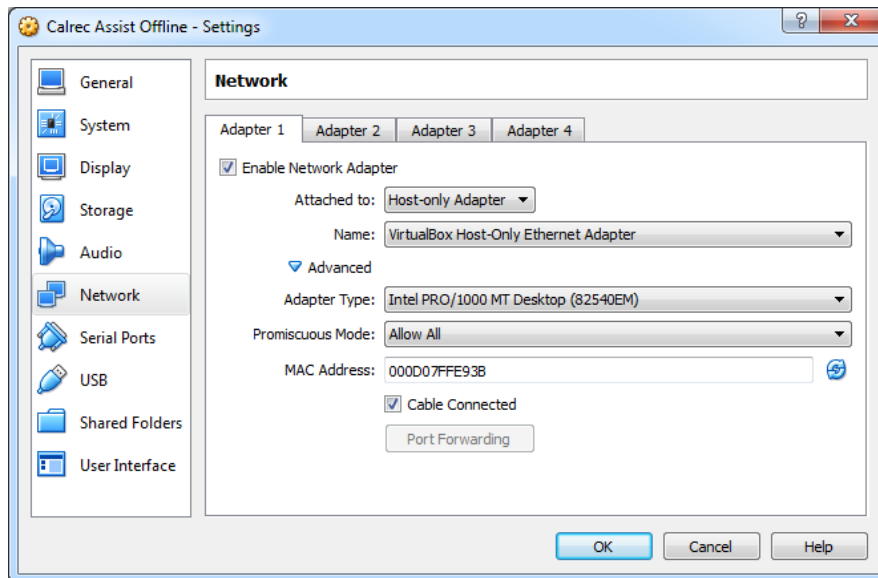 Calrec Assist Offline - Settings
General
System
Display
Storage
Audio
Network
Serial Ports
USB
Shared Folders
User Interface
Network
Adapter 1 Adapter 2 Adapter 3 Adapter 4
Enable Network Adapter
Attached to: Host-only Adapter
Name: VirtualBox Host-Only Ethernet Adapter
Advanced
Adapter Type: Intel PRO/1000 MT Desktop (82540EM)
Promiscuous Mode: Allow All
MAC Address: 000D07FFE93B
Cable Connected
Port Forwarding
OK Cancel Help